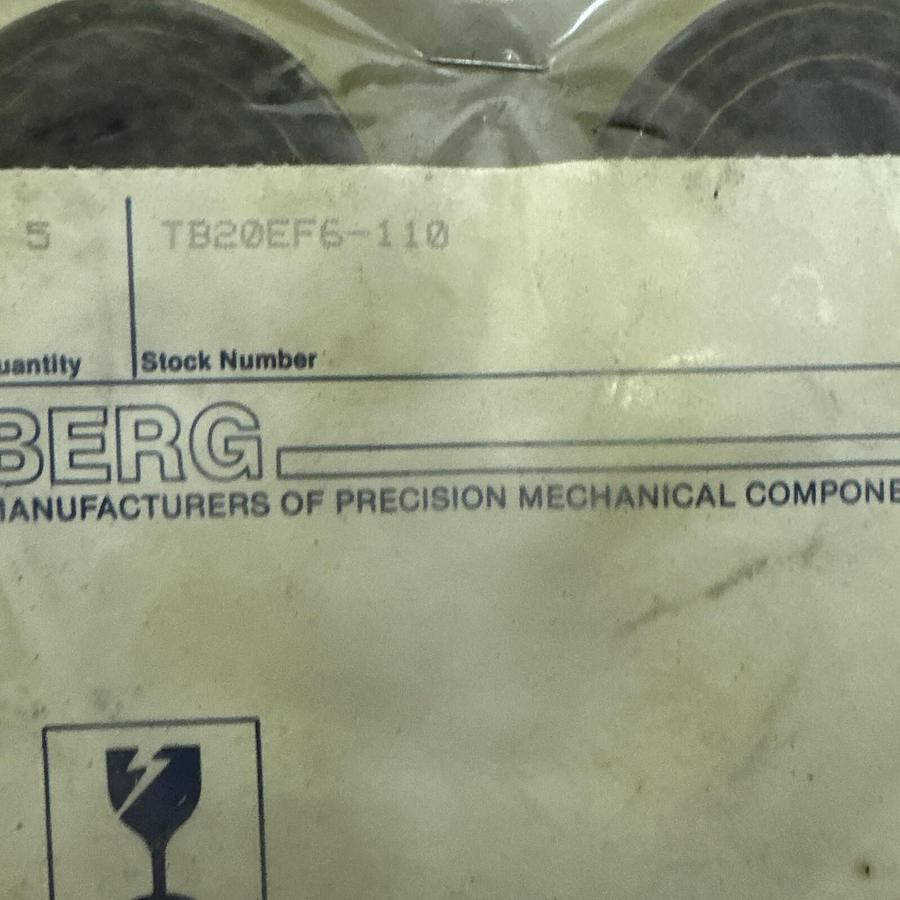 5 TB20EF6-110
uantity Stock Number
BERG
MANUFACTURERS OF PRECISION MECHANICAL COMPONE